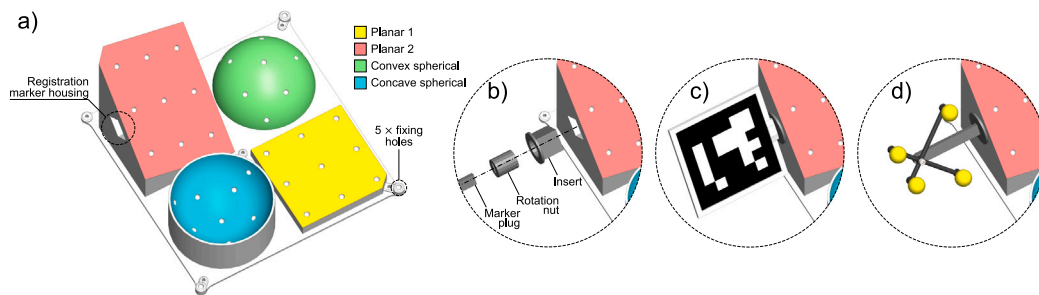 a)
Planar 1
Planar 2
Convex spherical
Concave spherical
Registration
marker housing
5 × fixing
holes
b)
Insert
Rotation
nut
Marker
plug
c)
d)